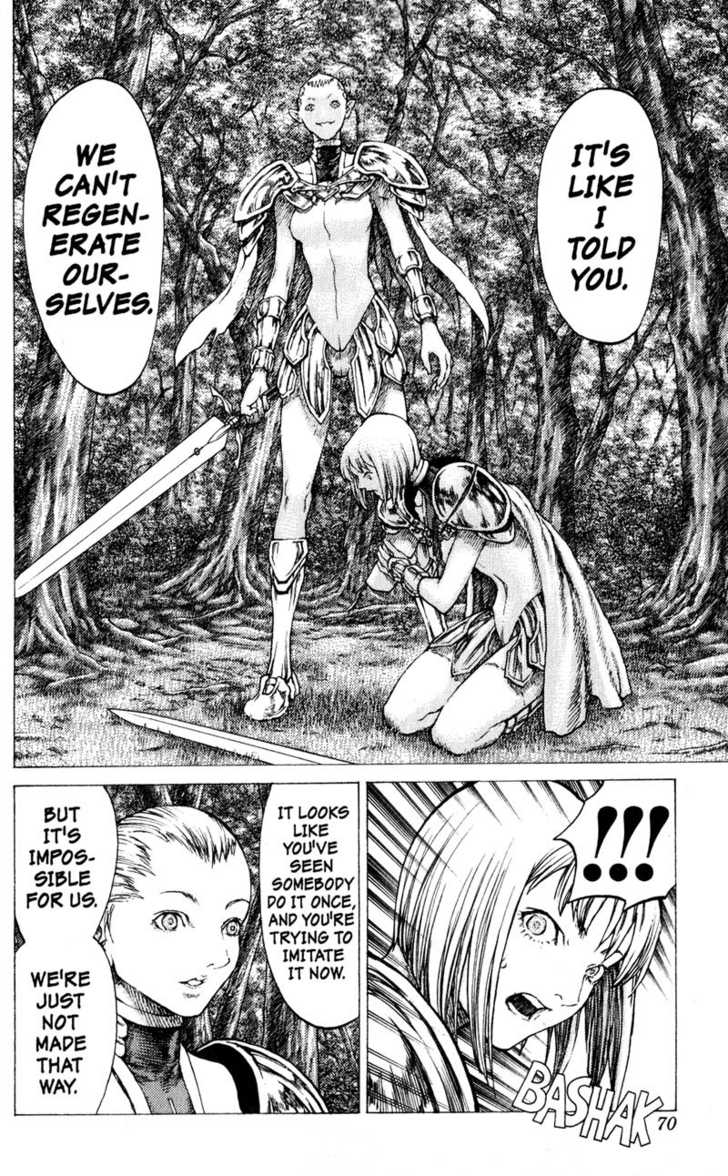 IT'S
LIKE
I
TOLD
YOU.
WE
CAN'T
REGEN-
ERATE
OUR-
SELVES.
!!!
BASHAK
IT LOOKS
LIKE
YOU'VE
SEEN
SOMEBODY
DO IT ONCE,
AND YOU'RE
TRYING TO
IMITATE
IT NOW.
BUT
IT'S
IMPOS-
SIBLE
FOR US.
WE'RE
JUST
NOT
MADE
THAT
WAY.
70